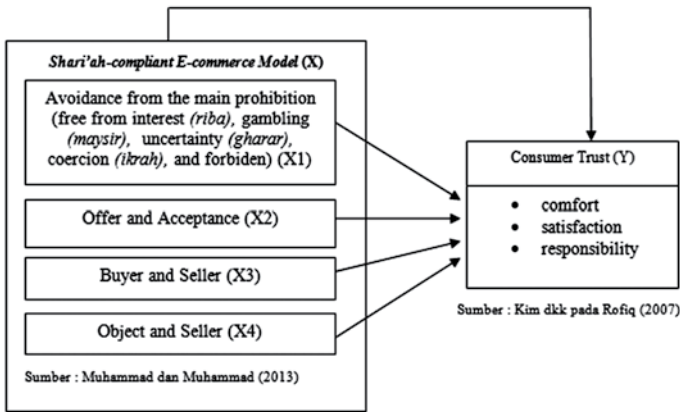 Shari'ah-compliant E-commerce Model (X)
Avoidance from the main prohibition
(free from interest (riba), gambling
(maysir), uncertainty (gharar),
coercion (ikrah), and forbiden) (X1)
Offer and Acceptance (X2)
Buyer and Seller (X3)
Object and Seller (X4)
Sumber : Muhammad dan Muhammad (2013)
Consumer Trust (Y)
• comfort
• satisfaction
• responsibility
Sumber : Kim dkk pada Rofiq (2007)